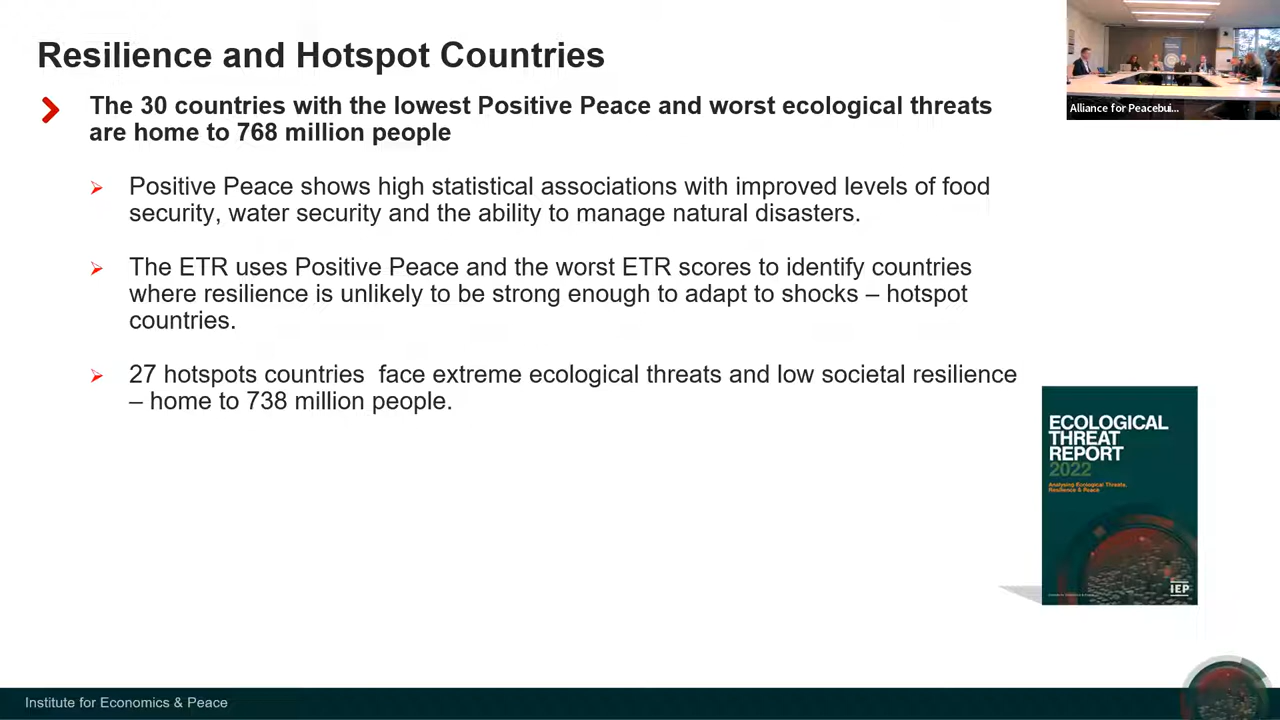 Resilience and Hotspot Countries
The 30 countries with the lowest Positive Peace and worst ecological threats
are home to 768 million people
Positive Peace shows high statistical associations with improved levels of food
security, water security and the ability to manage natural disasters.
The ETR uses Positive Peace and the worst ETR scores to identify countries
where resilience is unlikely to be strong enough to adapt to shocks – hotspot
countries.
27 hotspots countries  face extreme ecological threats and low societal resilience
– home to 738 million people.
Alliance for Peacebui...
ECOLOGICAL
THREAT
REPORT
2022
Analysing Ecological Threats,
Resilience & Peace
IEP
Institute for Economics & Peace